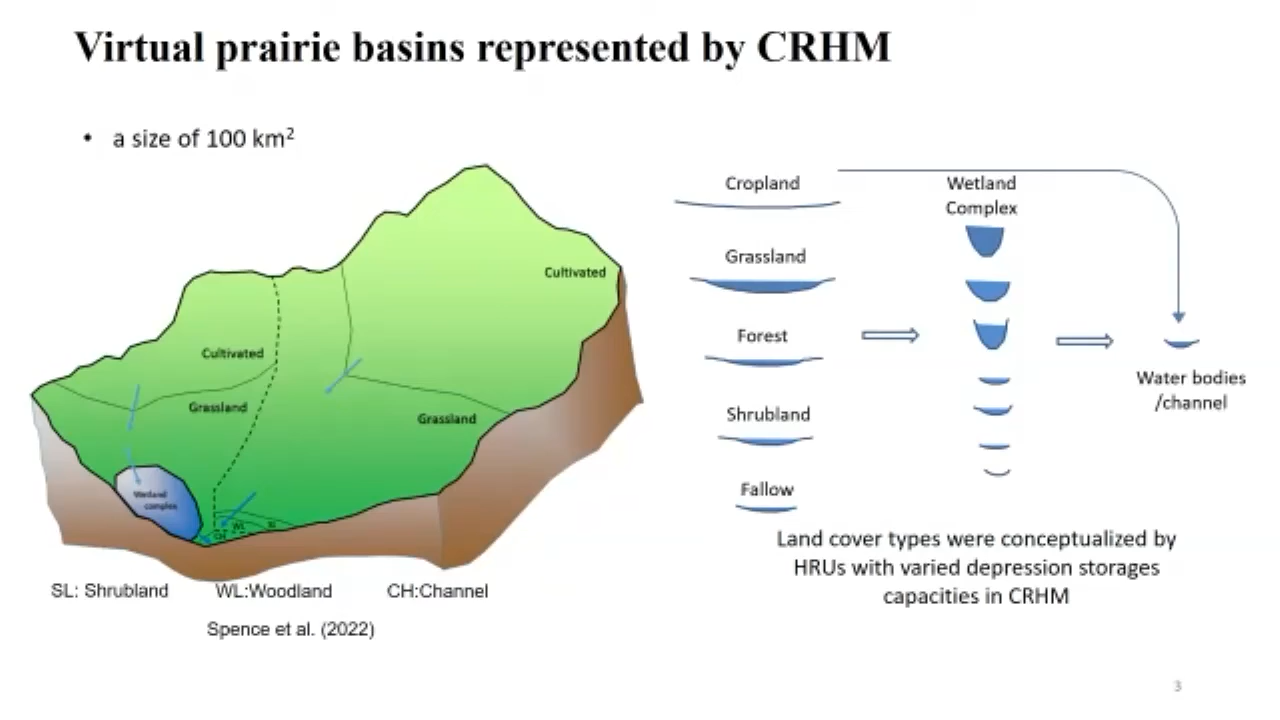 Virtual prairie basins represented by CRHM
• a size of 100 km²
Cultivated
Cultivated
Grassland
Grassland
Wetland
complex
WL
SL
CH
SL: Shrubland WL:Woodland CH:Channel
Spence et al. (2022)
Cropland
Grassland
Forest
Shrubland
Fallow
Wetland
Complex
Water bodies
/channel
Land cover types were conceptualized by
HRUs with varied depression storages
capacities in CRHM
3